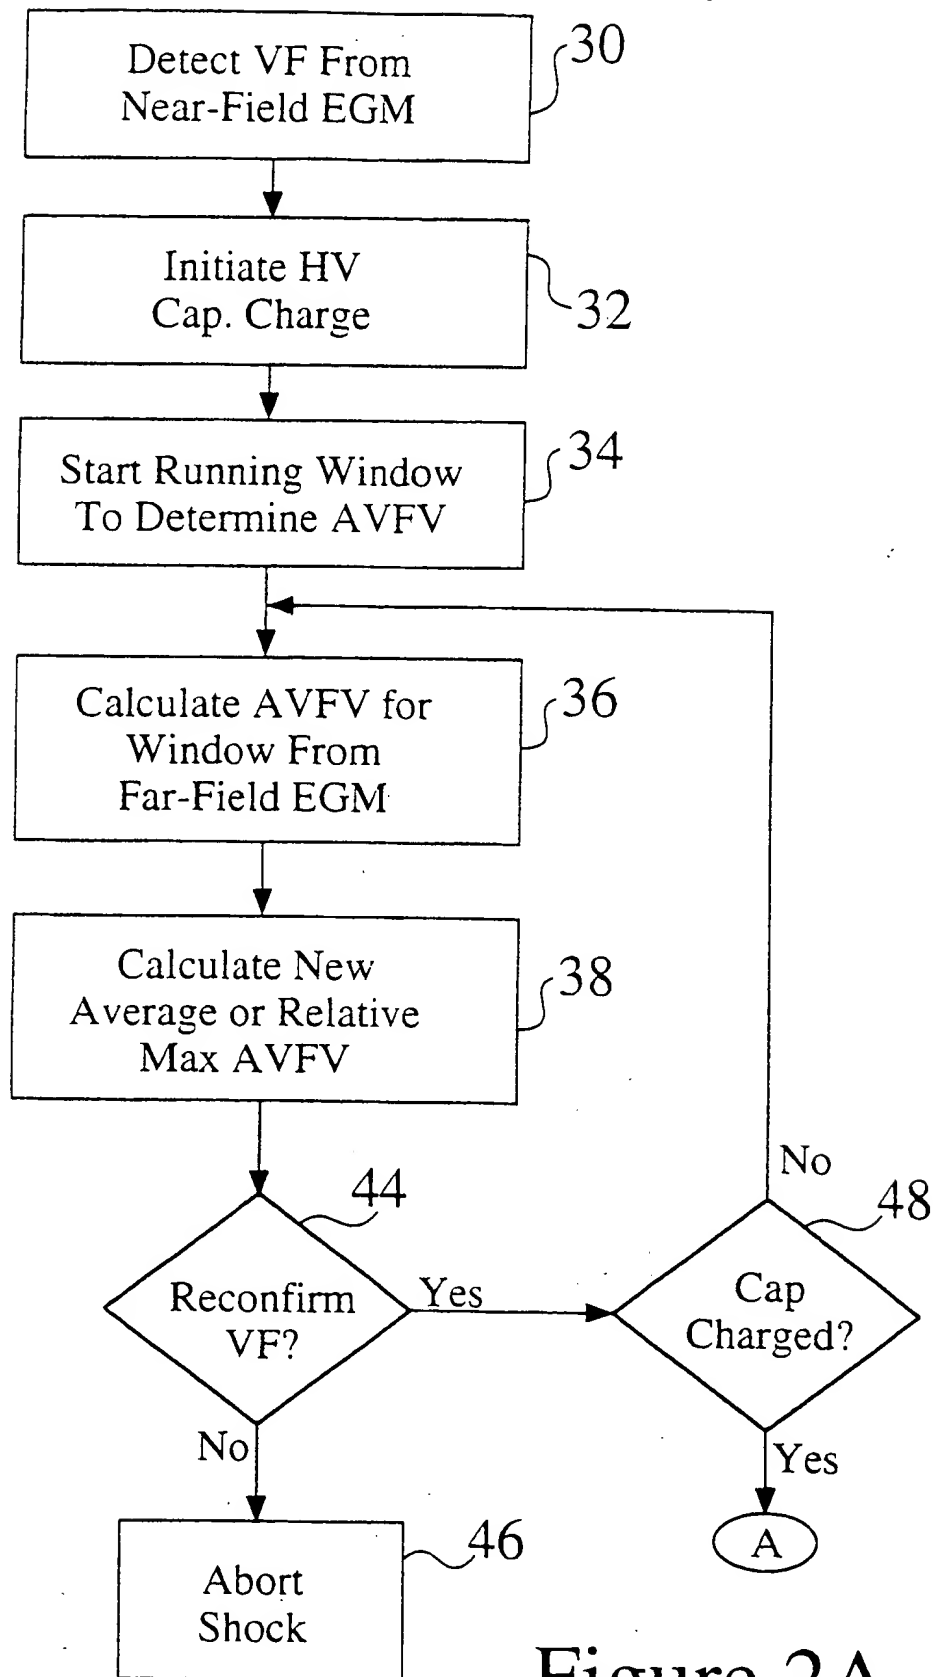 Detect VF From
Near-Field EGM
30
Initiate HV
Cap. Charge
32
Start Running Window
To Determine AVFV
34
Calculate AVFV for
Window From
Far-Field EGM
36
Calculate New
Average or Relative
Max AVFV
38
44
Reconfirm
VF?
Yes
No
48
Cap
Charged?
No
Yes
A
46
Abort
Shock
Figure 2A